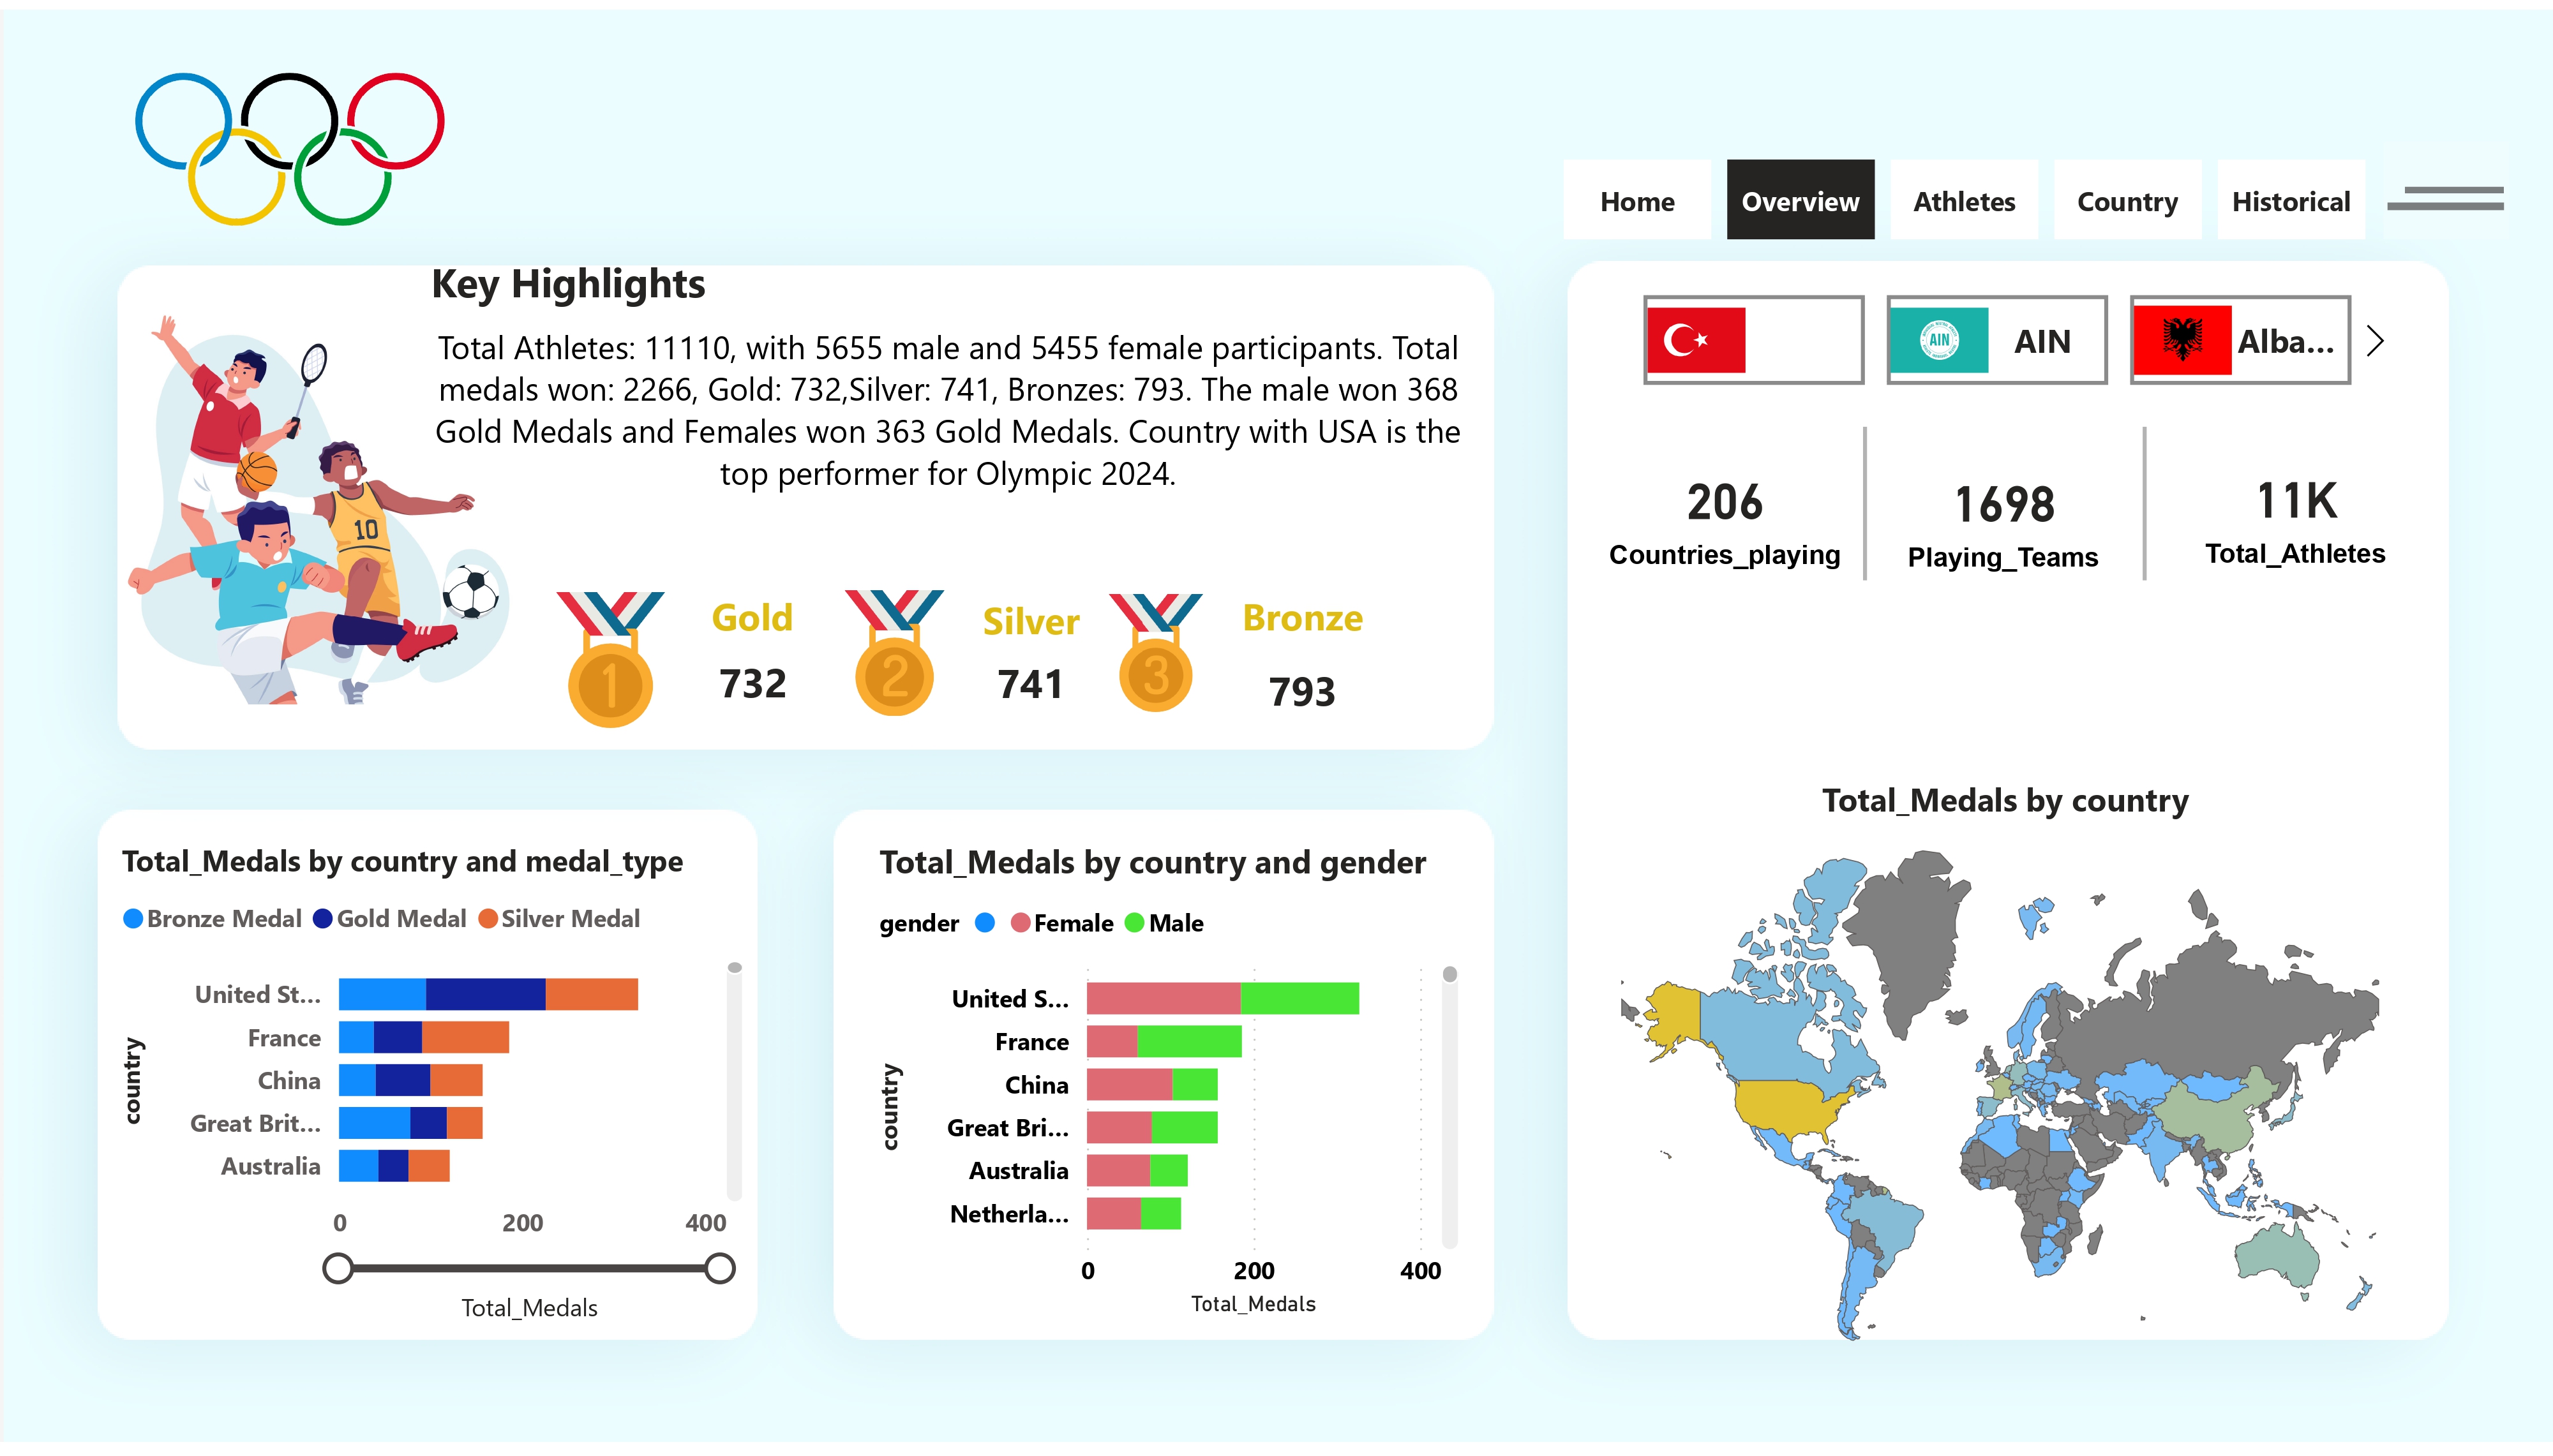 Home
Overview
Athletes
Country
Historical
Key Highlights
Total Athletes: 11110, with 5655 male and 5455 female participants. Total
medals won: 2266, Gold: 732,Silver: 741, Bronzes: 793. The male won 368
Gold Medals and Females won 363 Gold Medals. Country with USA is the
top performer for Olympic 2024.
10
1
Gold
732
2
Silver
741
3
Bronze
793
AIN
AIN
Alba...
206
Countries_playing
1698
Playing_Teams
11K
Total_Athletes
Total_Medals by country and medal_type
Bronze Medal Gold Medal Silver Medal
country
United St...
France
China
Great Brit...
Australia
0 200 400
Total_Medals
Total_Medals by country and gender
gender Female Male
country
United S...
France
China
Great Bri...
Australia
Netherla...
0 200 400
Total_Medals
Total_Medals by country